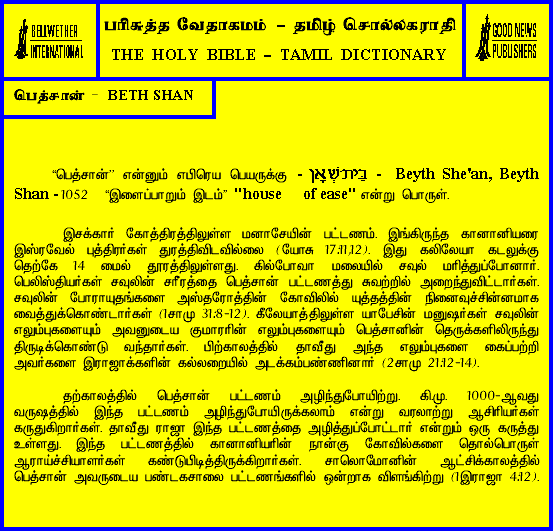 BELLWETHER
INTERNATIONAL
பரிசுத்த வேதாகமம் - தமிழ் சொல்லகராதி
THE HOLY BIBLE - TAMIL DICTIONARY
GOOD NEWS
PUBLISHERS
பெத்சான் - BETH SHAN
“பெத்சான்” என்னும் எபிரெய பெயருக்கு - בֵּיתשְׁאָן - Beyth She'an, Beyth
Shan -1052 “இளைப்பாறும் இடம்” "house of ease" என்று பொருள்.
இசக்கார் கோத்திரத்திலுள்ள மனாசேயின் பட்டணம். இங்கிருந்த கானானியரை
இஸ்ரவேல் புத்திரர்கள் துரத்திவிடவில்லை (யோசு 17:11,12). இது கலிலேயா கடலுக்கு
தெற்கே 14 மைல் தூரத்திலுள்ளது. கில்போவா மலையில் சவுல் மரித்துப்போனார்.
பெலிஸ்தியர்கள் சவுலின் சரீரத்தை பெத்சான் பட்டணத்து சுவற்றில் அறைந்துவிட்டார்கள்.
சவுலின் போராயுதங்களை அஸ்தரோத்தின் கோவிலில் யுத்தத்தின் நினைவுச்சின்னமாக
வைத்துக்கொண்டார்கள் (1சாமு 31:8-12). கீலேயாத்திலுள்ள யாபேசின் மனுஷர்கள் சவுலின்
எலும்புகளையும் அவனுடைய குமாரரின் எலும்புகளையும் பெத்சானின் தெருக்களிலிருந்து
திருடிக்கொண்டு வந்தார்கள். பிற்காலத்தில் தாவீது அந்த எலும்புகளை கைப்பற்றி
அவர்களை இராஜாக்களின் கல்லறையில் அடக்கம்பண்ணினார் (2சாமு 21:12-14).
தற்காலத்தில் பெத்சான் பட்டணம் அழிந்துபோயிற்று. கி.மு. 1000-ஆவது
வருஷத்தில் இந்த பட்டணம் அழிந்துபோயிருக்கலாம் என்று வரலாற்று ஆசிரியர்கள்
கருதுகிறார்கள். தாவீது ராஜா இந்த பட்டணத்தை அழித்துப்போட்டார் என்றும் ஒரு கருத்து
உள்ளது. இந்த பட்டணத்தில் கானானியரின் நான்கு கோவில்களை தொல்பொருள்
ஆராய்ச்சியாளர்கள் கண்டுபிடித்திருக்கிறார்கள். சாலொமோனின் ஆட்சிக்காலத்தில்
பெத்சான் அவருடைய பண்டகசாலை பட்டணங்களில் ஒன்றாக விளங்கிற்று (1இராஜா 4:12).